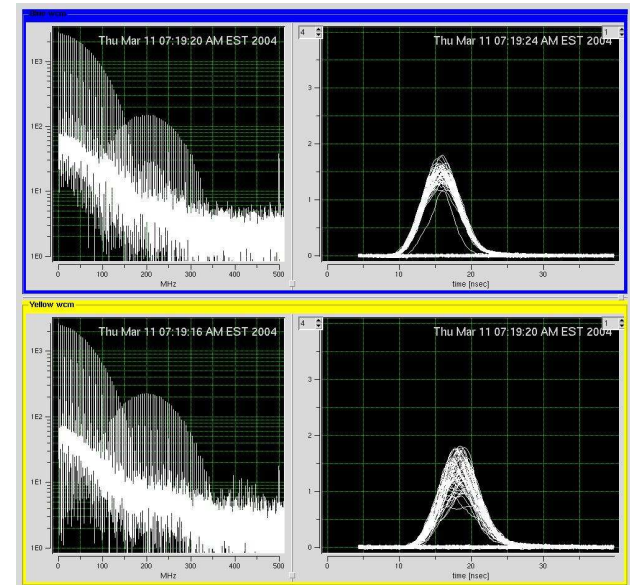 Thu Mar 11 07:19:20 AM EST 2004
1E3
1E2
1E1
1E0
0 100 200 300 400 500
MHz
4 1
Thu Mar 11 07:19:24 AM EST 2004
3
2
1
0
0 10 20 30
time [nsec]
Yellow wcm
Thu Mar 11 07:19:16 AM EST 2004
1E3
1E2
1E1
1E0
0 100 200 300 400 500
MHz
4 1
Thu Mar 11 07:19:20 AM EST 2004
3
2
1
0
0 10 20 30
time [nsec]